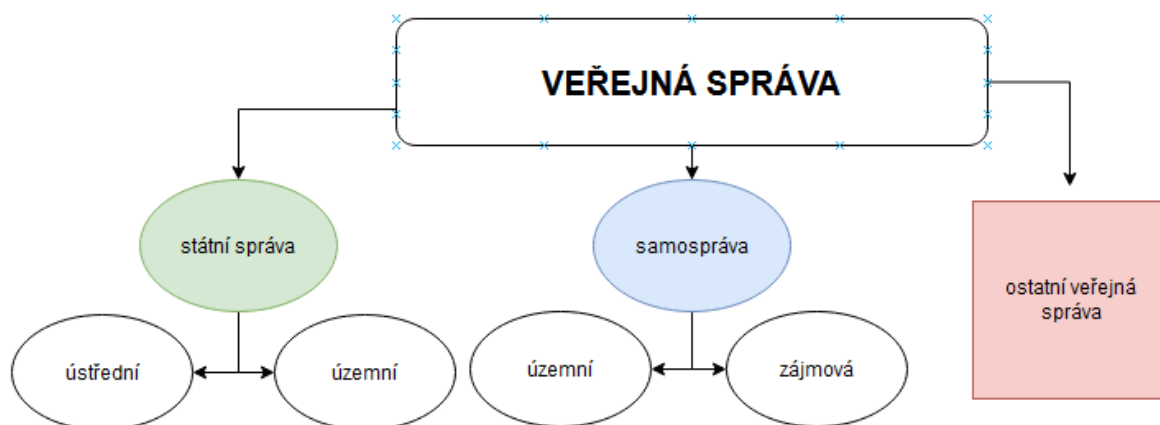 VEŘEJNÁ SPRÁVA
státní správa
samospráva
ostatní veřejná
správa
ústřední
územní
územní
zájmová